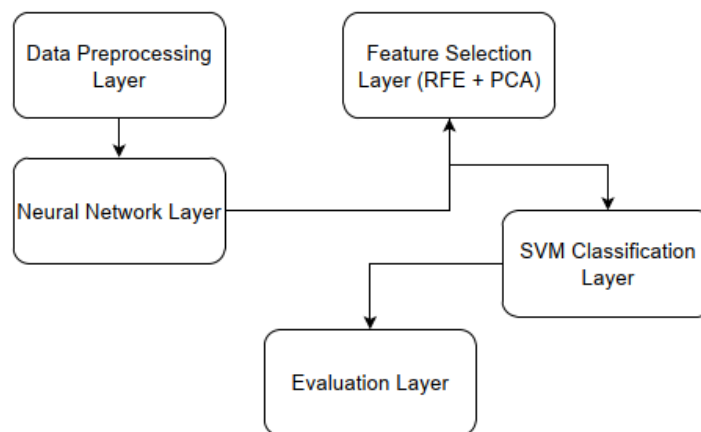 Data Preprocessing
Layer
Feature Selection
Layer (RFE + PCA)
Neural Network Layer
SVM Classification
Layer
Evaluation Layer